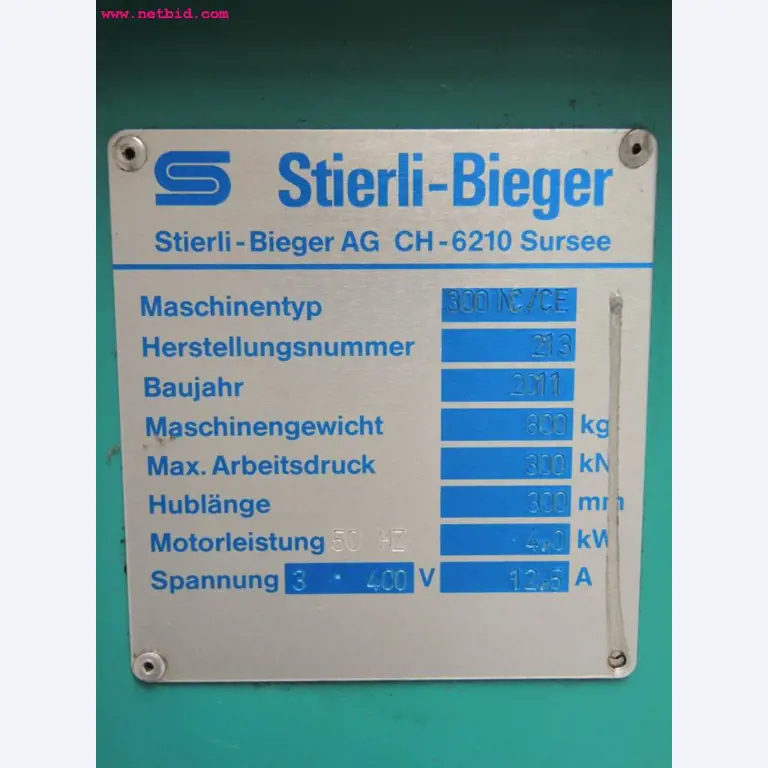 www.netbid.com
S Stierli-Bieger
Stierli-Bieger AG CH-6210 Sursee
Maschinentyp 300 NC/CE
Herstellungsnummer 213
Baujahr 2011
Maschinengewicht 800 kg
Max. Arbeitsdruck 300 kN
Hublänge 300 mm
Motorleistung 50 HZ 4,0 kW
Spannung 3 · 400 V 12,5 A